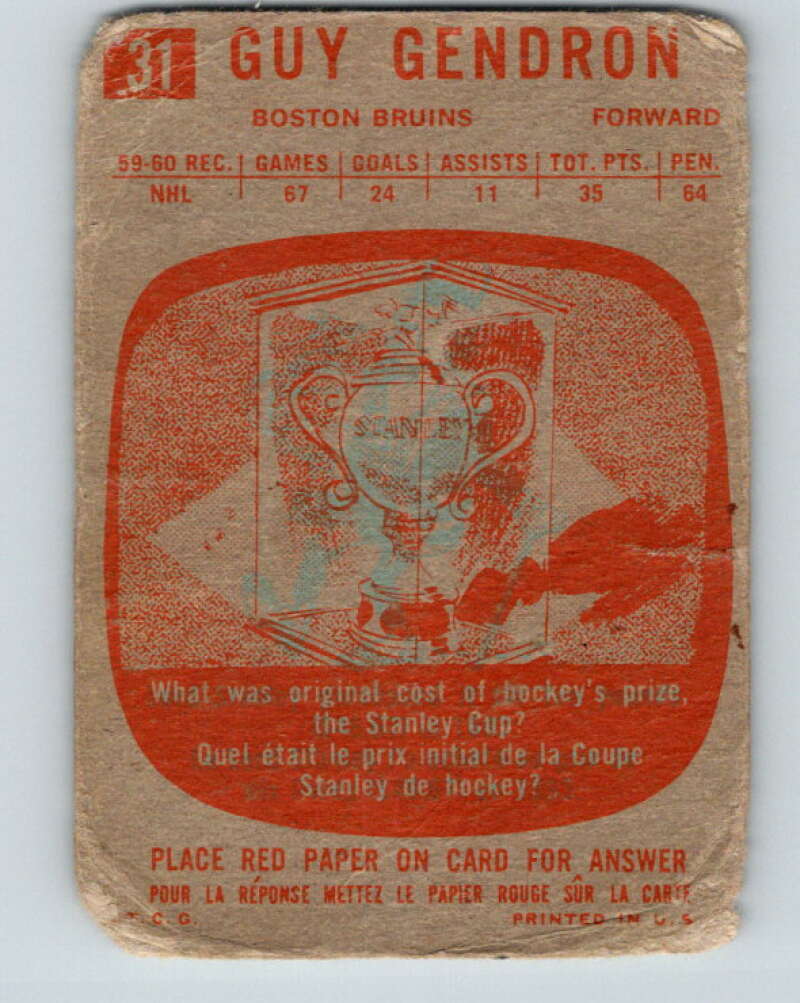 31 GUY GENDRON
BOSTON BRUINS FORWARD
59-60 REC. GAMES GOALS ASSISTS TOT. PTS. PEN.
NHL 67 24 11 35 64
STANLEY
What was original cost of hockey's prize,
the Stanley Cup?
Quel était le prix initial de la Coupe
Stanley de hockey?
PLACE RED PAPER ON CARD FOR ANSWER
POUR LA RÉPONSE METTEZ LE PAPIER ROUGE SÛR LA CARTE
T.C.G. PRINTED IN U.S